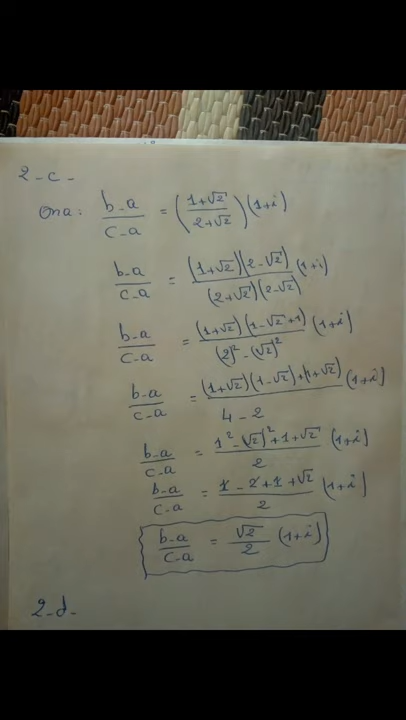 2-c-
On a: b-a/c-a = ((1+√2)/(2+√2))(1+i)
b-a/c-a = (1+√2)(2-√2)/(2+√2)(2-√2) (1+i)
b-a/c-a = (1+√2)(1-√2+1)/(2)²-(√2)² (1+i)
b-a/c-a = (1+√2)(1-√2)+(1+√2)/4-2 (1+i)
b-a/c-a = 1²-(√2)²+1+√2/2 (1+i)
b-a/c-a = 1-2+1+√2/2 (1+i)
b-a/c-a = √2/2 (1+i)
2-d-